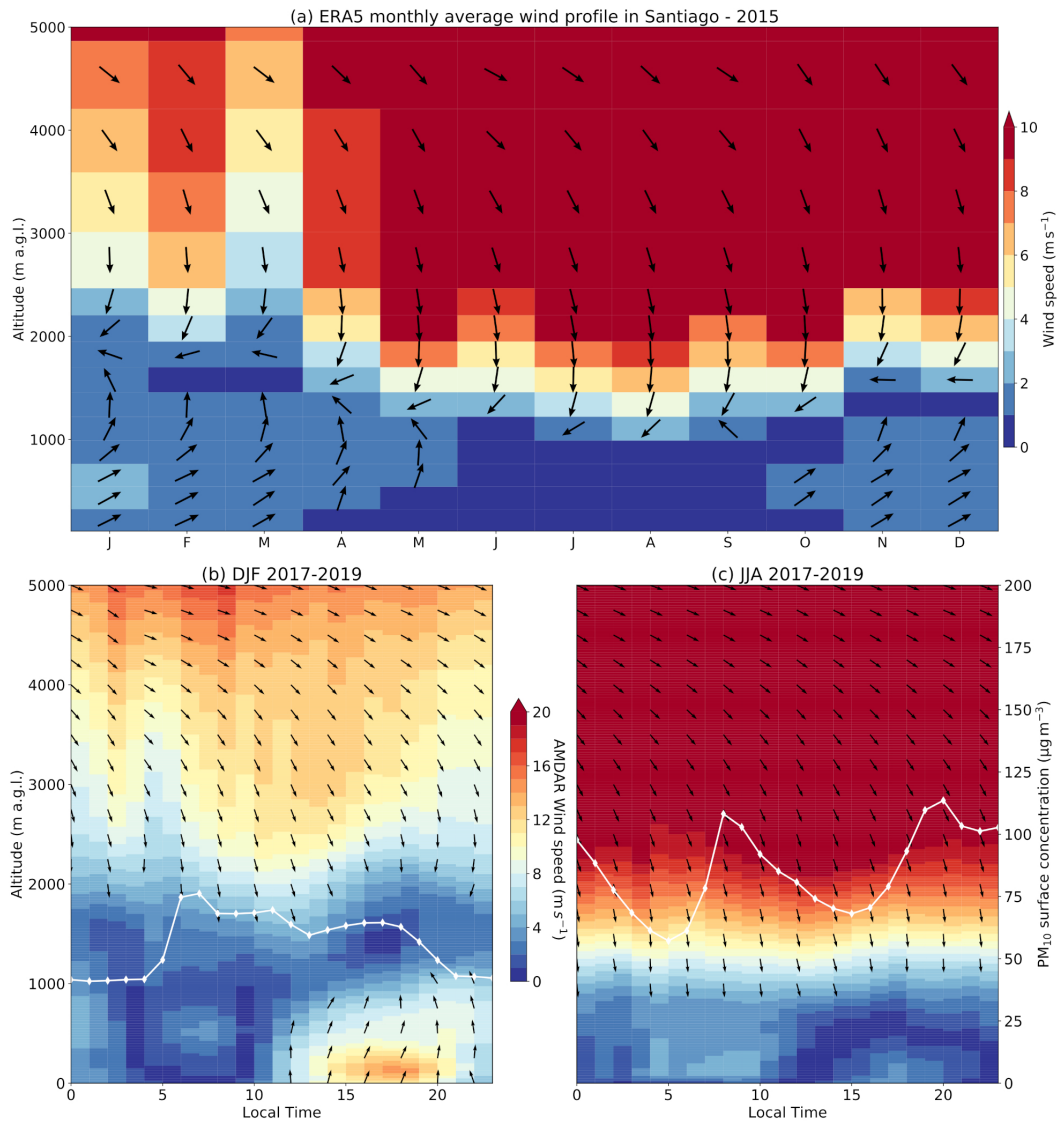 (a) ERA5 monthly average wind profile in Santiago - 2015
5000
4000
3000
2000
1000
Altitude (m a.g.l.)
J F M A M J J A S O N D
10
8
6
4
2
0
Wind speed (m s⁻¹)
(b) DJF 2017-2019
5000
4000
3000
2000
1000
0
Altitude (m a.g.l.)
0 5 10 15 20
Local Time
20
16
12
8
4
0
AMDAR Wind speed (m s⁻¹)
(c) JJA 2017-2019
0 5 10 15 20
Local Time
200
175
150
125
100
75
50
25
0
PM₁₀ surface concentration (μg m⁻³)